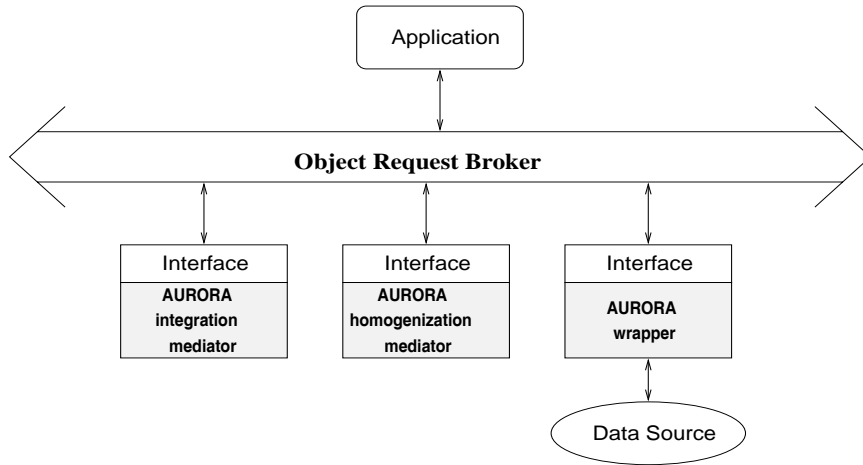 Application
Object Request Broker
Interface
AURORA
integration
mediator
Interface
AURORA
homogenization
mediator
Interface
AURORA
wrapper
Data Source